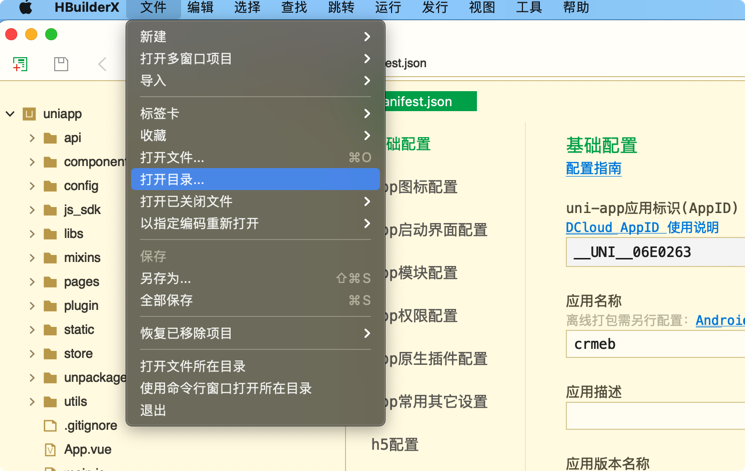 HBuilderX 文件 编辑 选择 查找 跳转 运行 发行 视图 工具 帮助
新建
打开多窗口项目
导入
标签卡
收藏
打开文件... ⌘O
打开目录...
打开已关闭文件
以指定编码重新打开
保存
另存为... ⇧⌘S
全部保存 ⌘S
恢复已移除项目
打开文件所在目录
使用命令行窗口打开所在目录
退出
uniapp
api
componen
config
js_sdk
libs
mixins
pages
plugin
static
store
unpackage
utils
.gitignore
App.vue
est.json
anifest.json
础配置
pp图标配置
pp启动界面配置
pp模块配置
pp权限配置
pp原生插件配置
pp常用其它设置
h5配置
基础配置
配置指南
uni-app应用标识(AppID)
DCloud AppID 使用说明
__UNI__06E0263
应用名称
离线打包需另行配置: Androi
crmeb
应用描述
应用版本名称